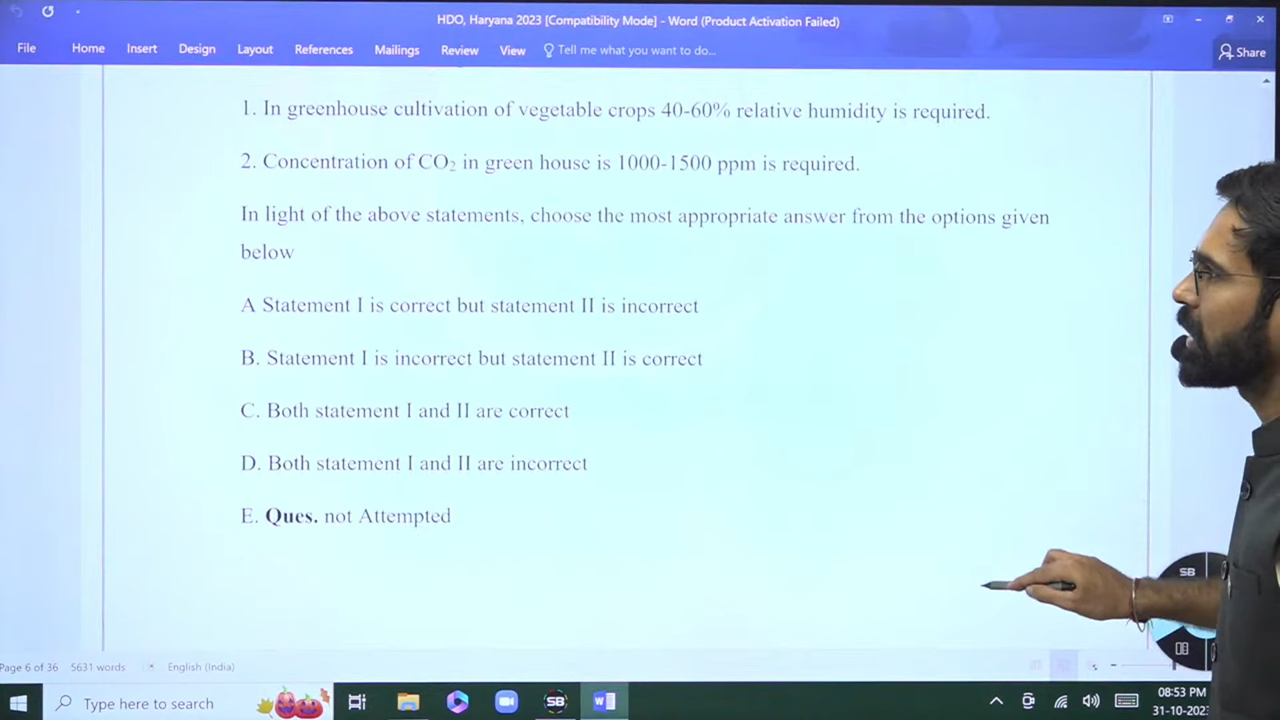 HDO, Haryana 2023 [Compatibility Mode] - Word (Product Activation Failed)
File Home Insert Design Layout References Mailings Review View Tell me what you want to do... Share
1. In greenhouse cultivation of vegetable crops 40-60% relative humidity is required.
2. Concentration of CO₂ in green house is 1000-1500 ppm is required.
In light of the above statements, choose the most appropriate answer from the options given
below
A Statement I is correct but statement II is incorrect
B. Statement I is incorrect but statement II is correct
C. Both statement I and II are correct
D. Both statement I and II are incorrect
E. Ques. not Attempted
SB
Page 6 of 36 5631 words English (India)
Type here to search
SB
08:53 PM
31-10-2023